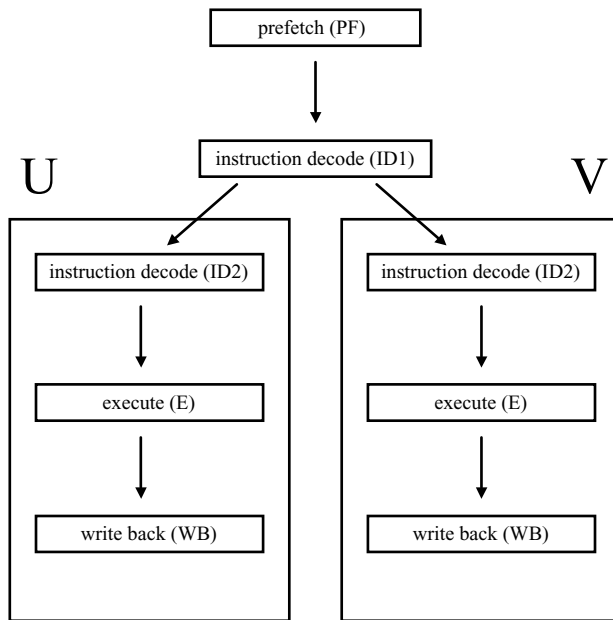 prefetch (PF)
instruction decode (ID1)
U
V
instruction decode (ID2)
instruction decode (ID2)
execute (E)
execute (E)
write back (WB)
write back (WB)